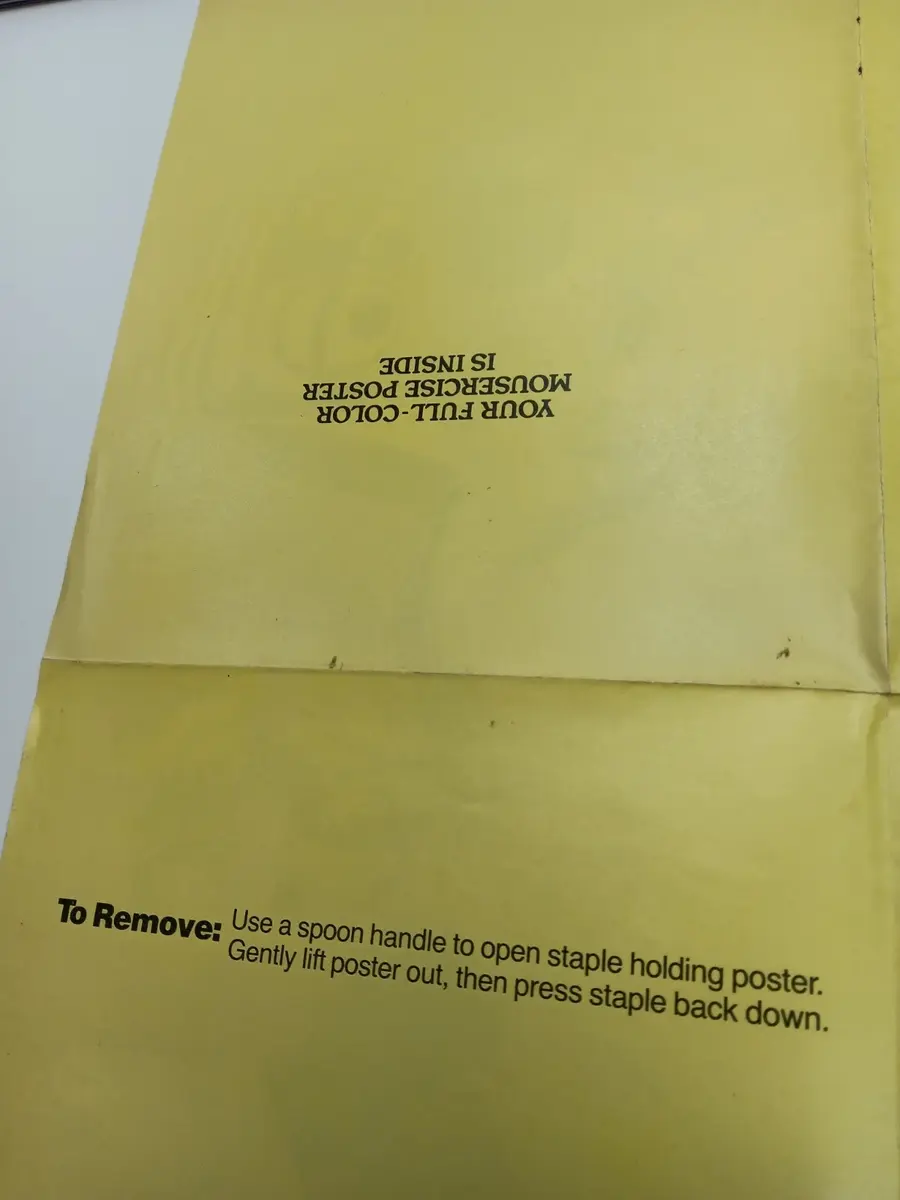 YOUR FULL-COLOR
MOUSERCISE POSTER
IS INSIDE
To Remove: Use a spoon handle to open staple holding poster.
Gently lift poster out, then press staple back down.